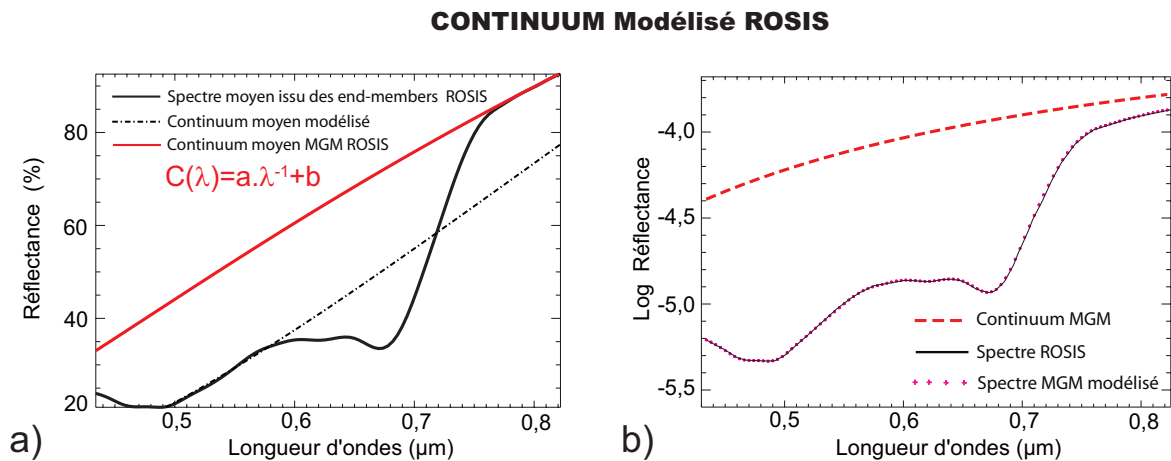 CONTINUUM Modélisé ROSIS
Spectre moyen issu des end-members ROSIS
Continuum moyen modélisé
Continuum moyen MGM ROSIS
C(λ)=a.λ⁻¹+b
Réflectance (%)
80
60
40
20
0,5
0,6
0,7
0,8
Longueur d'ondes (μm)
a)
Log Réflectance
-4,0
-4,5
-5,0
-5,5
Continuum MGM
Spectre ROSIS
Spectre MGM modélisé
0,5
0,6
0,7
0,8
Longueur d'ondes (μm)
b)